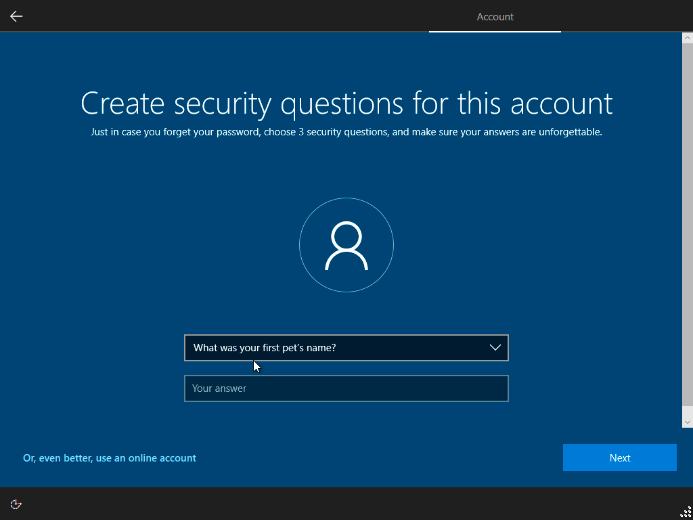 Account
Create security questions for this account
Just in case you forget your password, choose 3 security questions, and make sure your answers are unforgettable.
What was your first pet's name?
Your answer
Or, even better, use an online account
Next